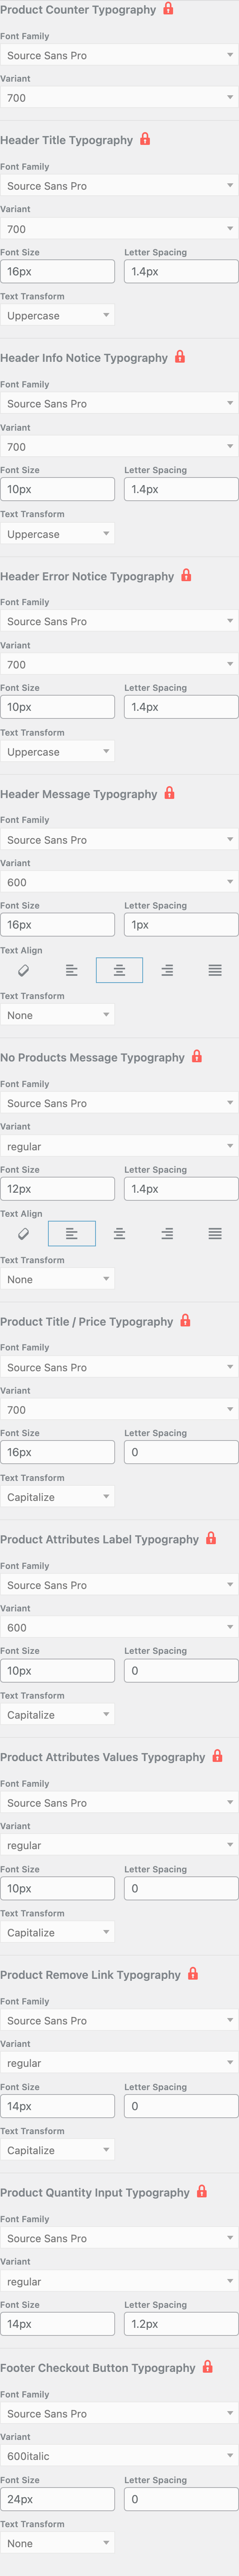 Product Counter Typography
Font Family
Source Sans Pro
Variant
700
Header Title Typography
Font Family
Source Sans Pro
Variant
700
Font Size Letter Spacing
16px 1.4px
Text Transform
Uppercase
Header Info Notice Typography
Font Family
Source Sans Pro
Variant
700
Font Size Letter Spacing
10px 1.4px
Text Transform
Uppercase
Header Error Notice Typography
Font Family
Source Sans Pro
Variant
700
Font Size Letter Spacing
10px 1.4px
Text Transform
Uppercase
Header Message Typography
Font Family
Source Sans Pro
Variant
600
Font Size Letter Spacing
16px 1px
Text Align
Text Transform
None
No Products Message Typography
Font Family
Source Sans Pro
Variant
regular
Font Size Letter Spacing
12px 1.4px
Text Align
Text Transform
None
Product Title / Price Typography
Font Family
Source Sans Pro
Variant
700
Font Size Letter Spacing
16px 0
Text Transform
Capitalize
Product Attributes Label Typography
Font Family
Source Sans Pro
Variant
600
Font Size Letter Spacing
10px 0
Text Transform
Capitalize
Product Attributes Values Typography
Font Family
Source Sans Pro
Variant
regular
Font Size Letter Spacing
10px 0
Text Transform
Capitalize
Product Remove Link Typography
Font Family
Source Sans Pro
Variant
regular
Font Size Letter Spacing
14px 0
Text Transform
Capitalize
Product Quantity Input Typography
Font Family
Source Sans Pro
Variant
regular
Font Size Letter Spacing
14px 1.2px
Footer Checkout Button Typography
Font Family
Source Sans Pro
Variant
600italic
Font Size Letter Spacing
24px 0
Text Transform
None